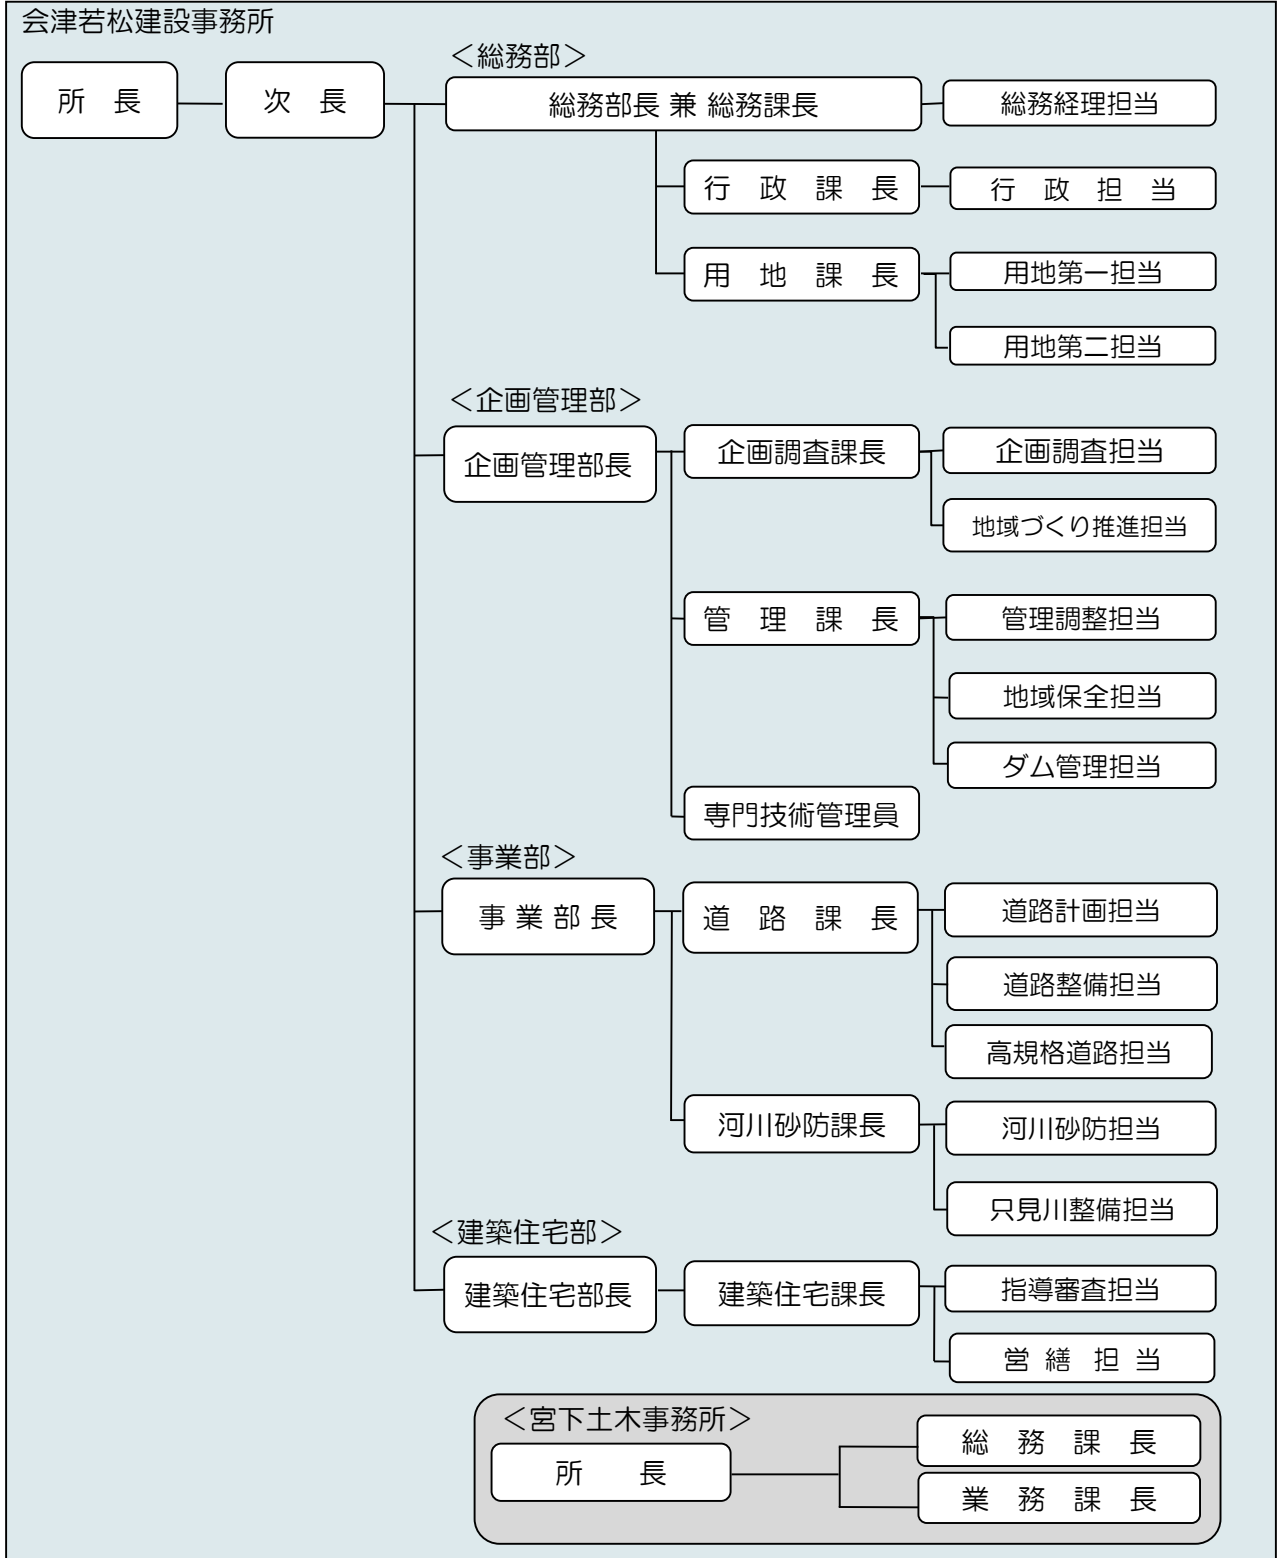 会津若松建設事務所
所　長
次　長
＜総務部＞
総務部長 兼 総務課長
総務経理担当
行　政　課　長
行　政　担　当
用　地　課　長
用地第一担当
用地第二担当
＜企画管理部＞
企画管理部長
企画調査課長
企画調査担当
地域づくり推進担当
管　理　課　長
管理調整担当
地域保全担当
ダム管理担当
専門技術管理員
＜事業部＞
事 業 部 長
道　路　課　長
道路計画担当
道路整備担当
高規格道路担当
河川砂防課長
河川砂防担当
只見川整備担当
＜建築住宅部＞
建築住宅部長
建築住宅課長
指導審査担当
営 繕 担 当
＜宮下土木事務所＞
所　　長
総　務　課　長
業　務　課　長